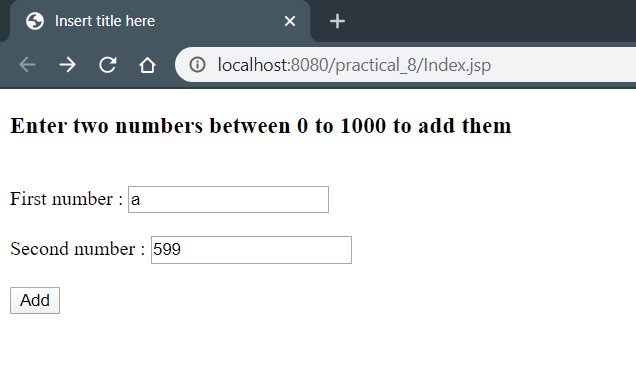 Insert title here
localhost:8080/practical_8/Index.jsp
Enter two numbers between 0 to 1000 to add them
First number : a
Second number : 599
Add